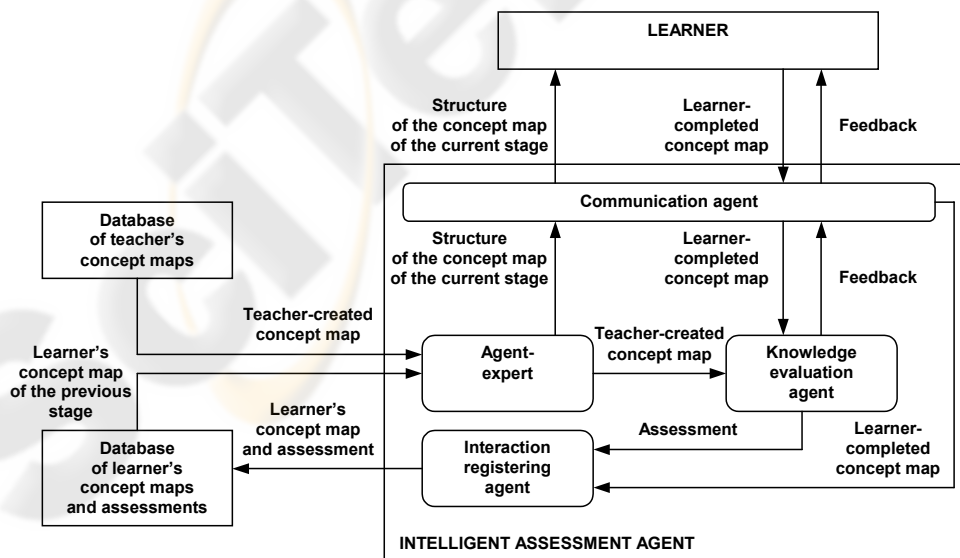 LEARNER
Structure
of the concept map
of the current stage
Learner-
completed
concept map
Feedback
Communication agent
Database
of teacher's
concept maps
Structure
of the concept map
of the current stage
Learner-
completed
concept map
Feedback
Teacher-created
concept map
Learner's
concept map
of the previous
stage
Agent-
expert
Teacher-created
concept map
Knowledge
evaluation
agent
Learner's
concept map
and assessment
Assessment
Learner-
completed
concept map
Database
of learner's
concept maps
and assessments
Interaction
registering
agent
INTELLIGENT ASSESSMENT AGENT